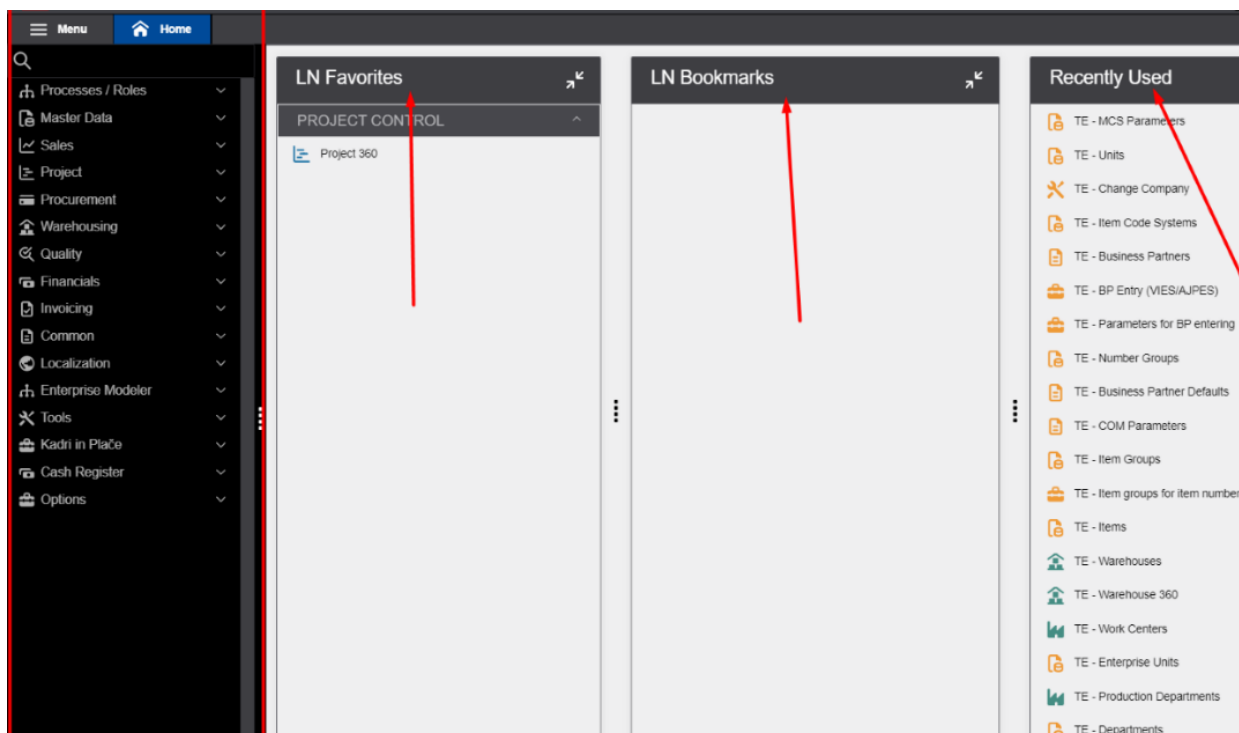 Menu
Home
Processes / Roles
Master Data
Sales
Project
Procurement
Warehousing
Quality
Financials
Invoicing
Common
Localization
Enterprise Modeler
Tools
Kadri in Plače
Cash Register
Options
LN Favorites
PROJECT CONTROL
Project 360
LN Bookmarks
Recently Used
TE - MCS Parameters
TE - Units
TE - Change Company
TE - Item Code Systems
TE - Business Partners
TE - BP Entry (VIES/AJPES)
TE - Parameters for BP entering
TE - Number Groups
TE - Business Partner Defaults
TE - COM Parameters
TE - Item Groups
TE - Item groups for item number
TE - Items
TE - Warehouses
TE - Warehouse 360
TE - Work Centers
TE - Enterprise Units
TE - Production Departments
TE - Departments